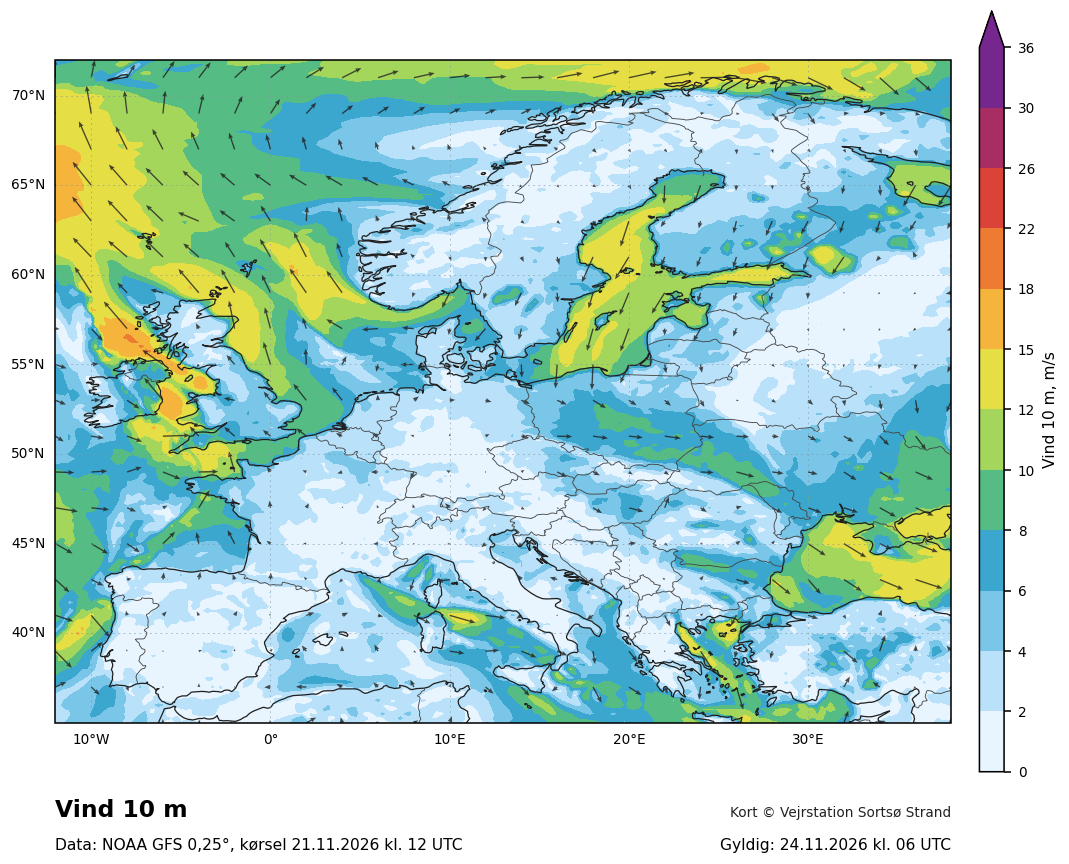 36
30
26
22
18
15
12
10
8
6
4
2
0
Vind 10 m, m/s
70°N
65°N
60°N
55°N
50°N
45°N
40°N
10°W
0°
10°E
20°E
30°E
Vind 10 m
Kort © Vejrstation Sortsø Strand
Data: NOAA GFS 0,25°, kørsel 21.11.2026 kl. 12 UTC
Gyldig: 24.11.2026 kl. 06 UTC